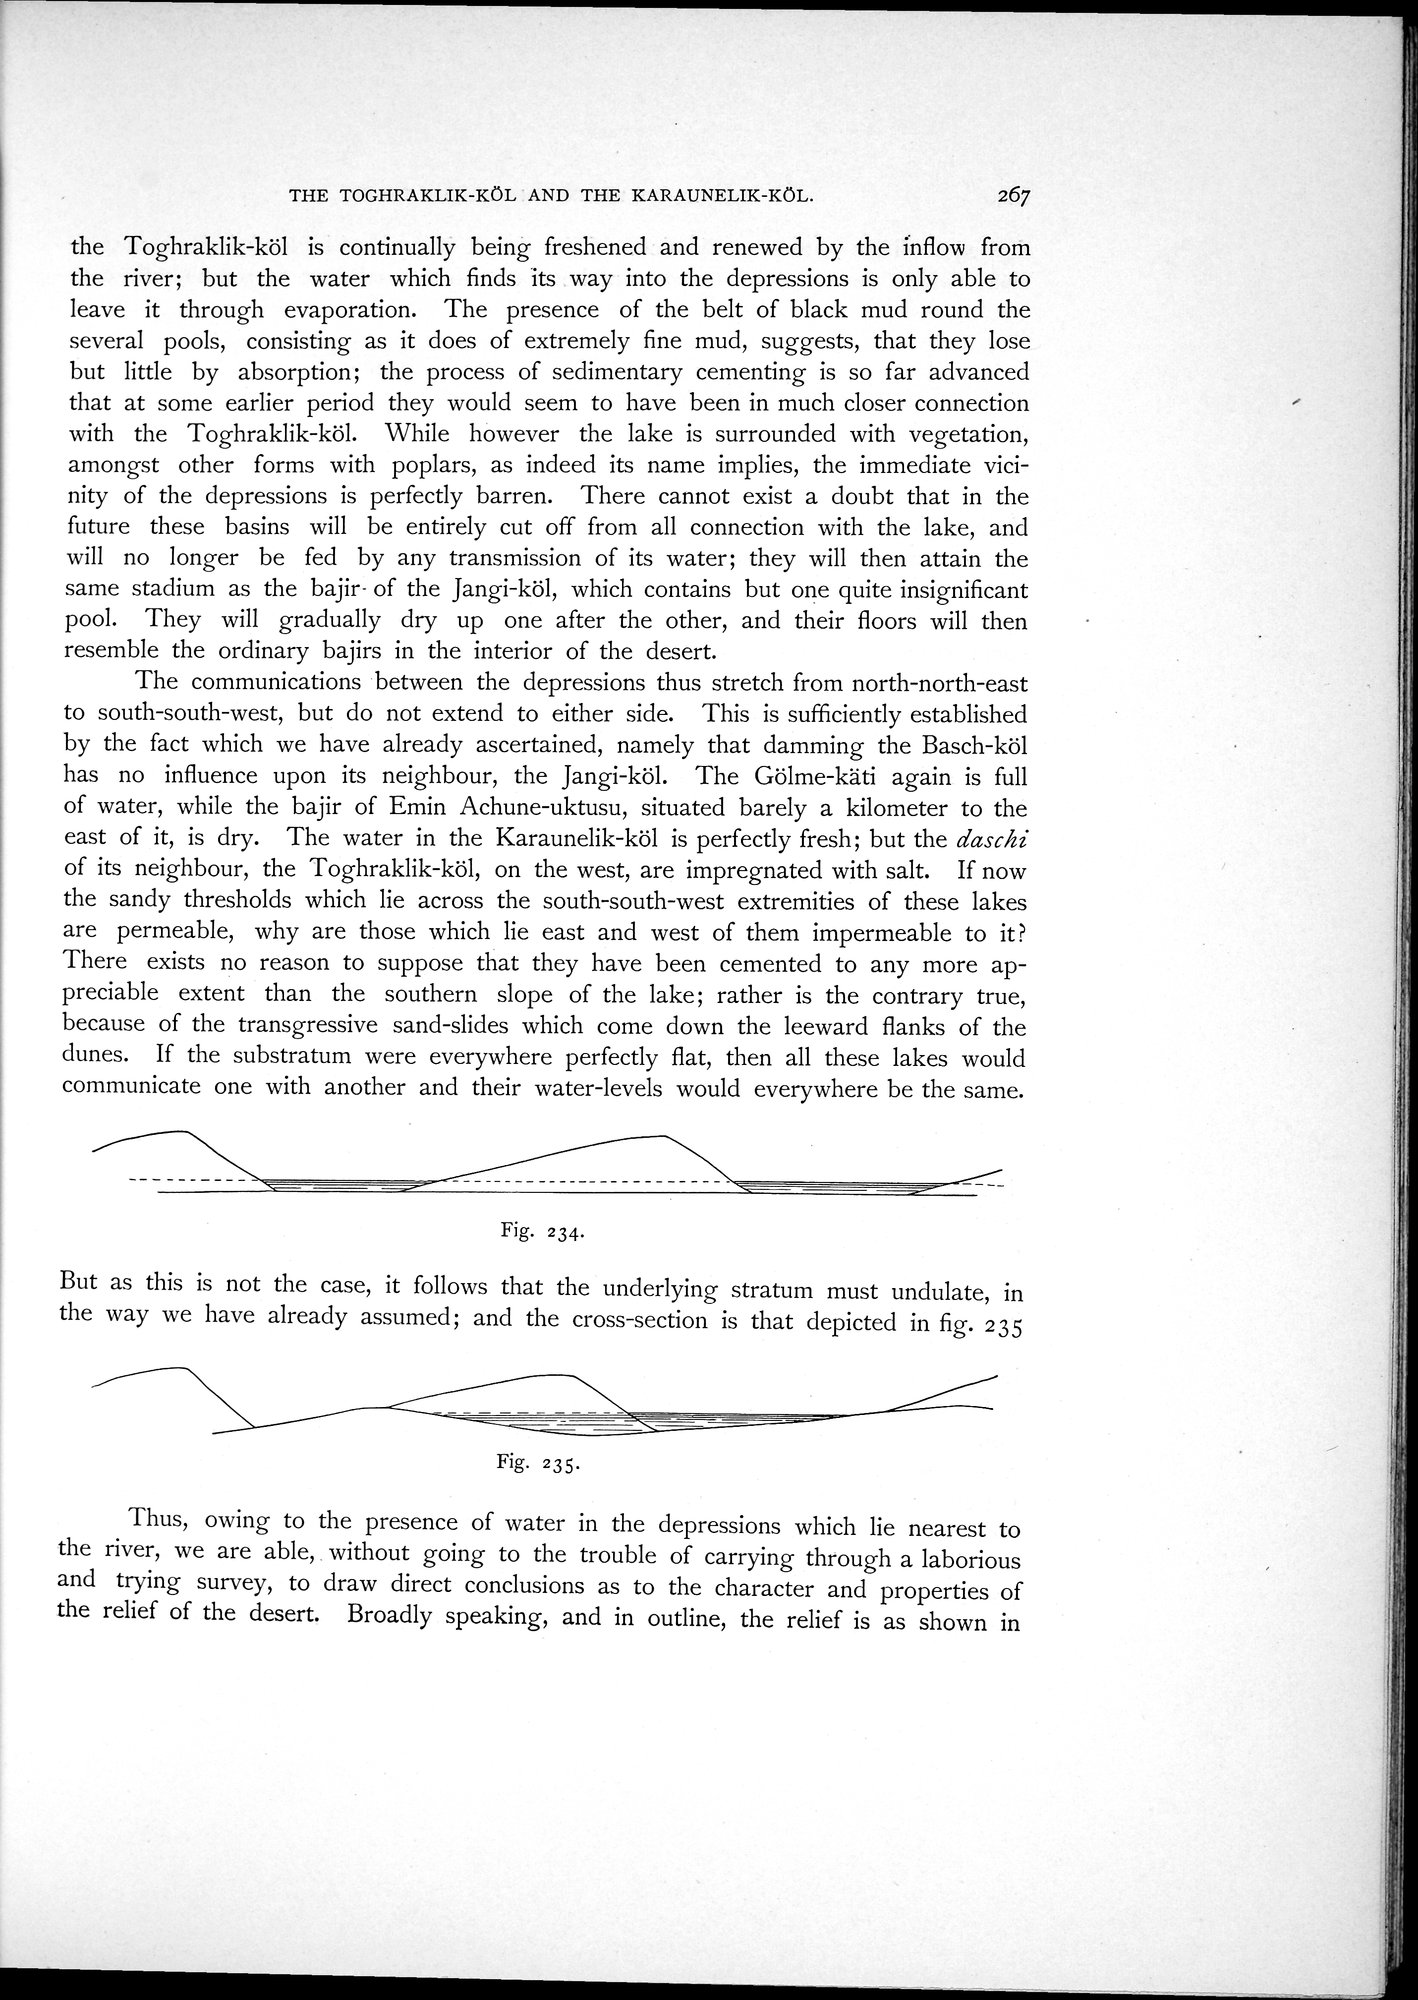 THE TOGHRAKLIK-KÖL AND THE KARAUNELIK-KÖL. 267
the Toghraklik-köl is continually being freshened and renewed by the inflow from
the river; but the water which finds its way into the depressions is only able to
leave it through evaporation. The presence of the belt of black mud round the
several pools, consisting as it does of extremely fine mud, suggests, that they lose
but little by absorption; the process of sedimentary cementing is so far advanced
that at some earlier period they would seem to have been in much closer connection
with the Toghraklik-köl. While however the lake is surrounded with vegetation,
amongst other forms with poplars, as indeed its name implies, the immediate vici-
nity of the depressions is perfectly barren. There cannot exist a doubt that in the
future these basins will be entirely cut off from all connection with the lake, and
will no longer be fed by any transmission of its water; they will then attain the
same stadium as the bajir of the Jangi-köl, which contains but one quite insignificant
pool. They will gradually dry up one after the other, and their floors will then
resemble the ordinary bajirs in the interior of the desert.
The communications between the depressions thus stretch from north-north-east
to south-south-west, but do not extend to either side. This is sufficiently established
by the fact which we have already ascertained, namely that damming the Basch-köl
has no influence upon its neighbour, the Jangi-köl. The Gölme-käti again is full
of water, while the bajir of Emin Achune-uktusu, situated barely a kilometer to the
east of it, is dry. The water in the Karaunelik-köl is perfectly fresh; but the daschi
of its neighbour, the Toghraklik-köl, on the west, are impregnated with salt. If now
the sandy thresholds which lie across the south-south-west extremities of these lakes
are permeable, why are those which lie east and west of them impermeable to it?
There exists no reason to suppose that they have been cemented to any more ap-
preciable extent than the southern slope of the lake; rather is the contrary true,
because of the transgressive sand-slides which come down the leeward flanks of the
dunes. If the substratum were everywhere perfectly flat, then all these lakes would
communicate one with another and their water-levels would everywhere be the same.
Fig. 234.
But as this is not the case, it follows that the underlying stratum must undulate, in
the way we have already assumed; and the cross-section is that depicted in fig. 235
Fig. 235.
Thus, owing to the presence of water in the depressions which lie nearest to
the river, we are able, without going to the trouble of carrying through a laborious
and trying survey, to draw direct conclusions as to the character and properties of
the relief of the desert. Broadly speaking, and in outline, the relief is as shown in